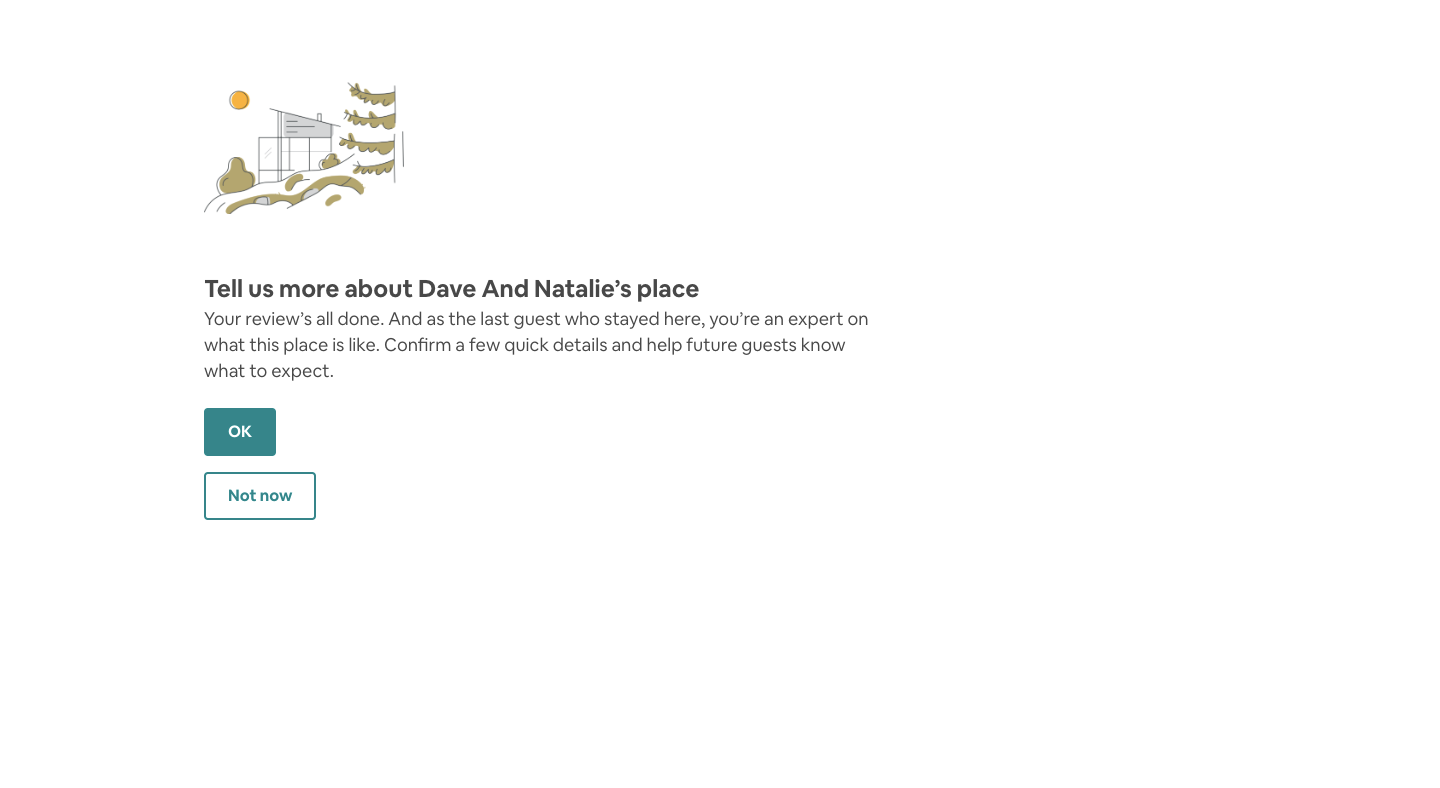 Tell us more about Dave And Natalie’s place
Your review’s all done. And as the last guest who stayed here, you’re an expert on
what this place is like. Confirm a few quick details and help future guests know
what to expect.
OK
Not now